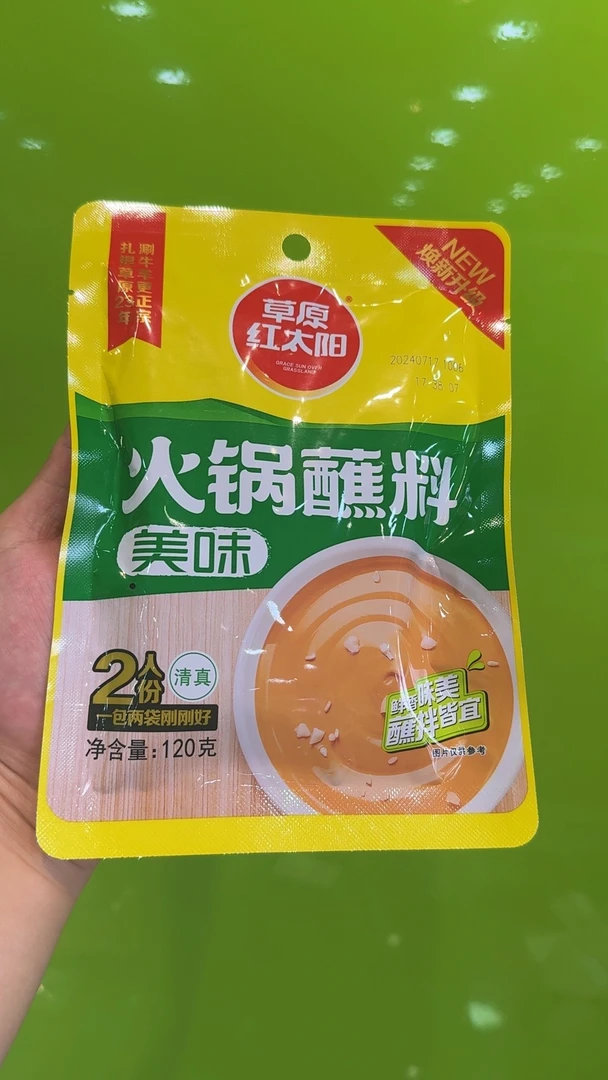 涮牛羊更正宗
扎根草原23年
NEW
焕新升级
草原
红太阳
GRACE SUN OVER
GRASSLAND
20240717 1006
火锅蘸料
美味
2人份
清真
一包两袋刚刚好
净含量:120克
鲜香味美
蘸拌皆宜
图片仅供参考